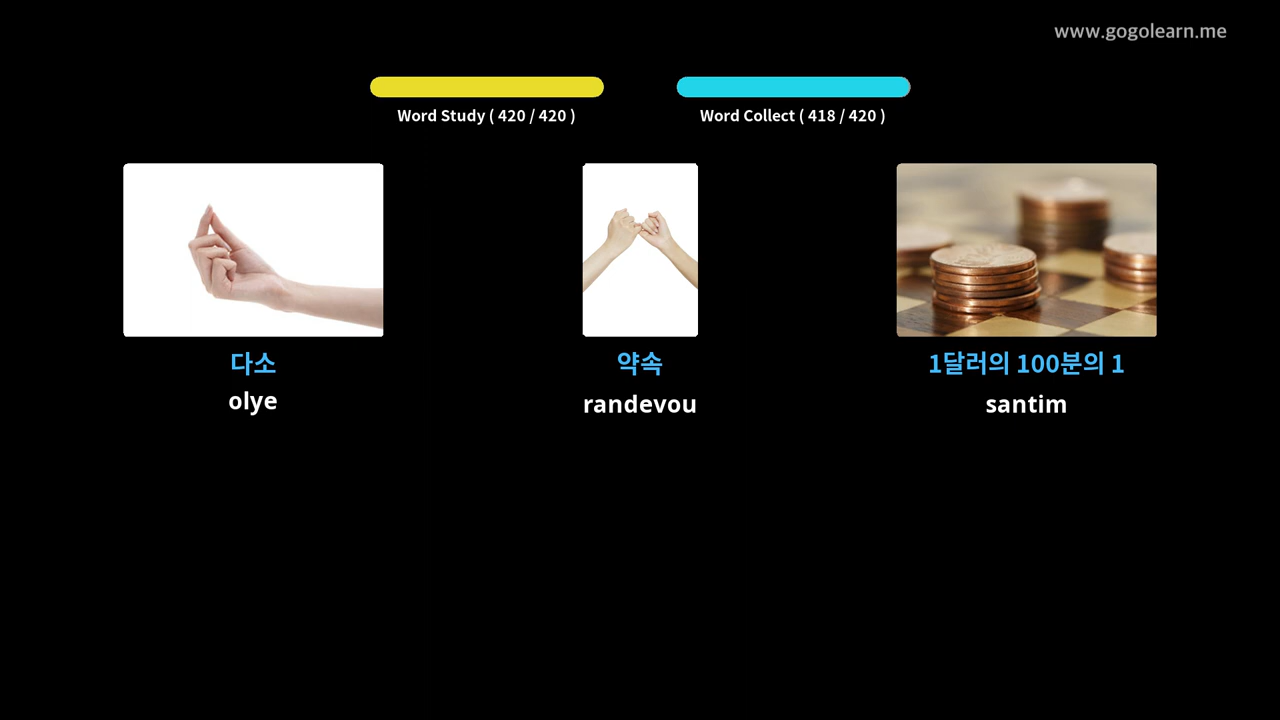 www.gogolearn.me
Word Study ( 420 / 420 )
Word Collect ( 418 / 420 )
다소
olye
약속
randevou
1달러의 100분의 1
santim